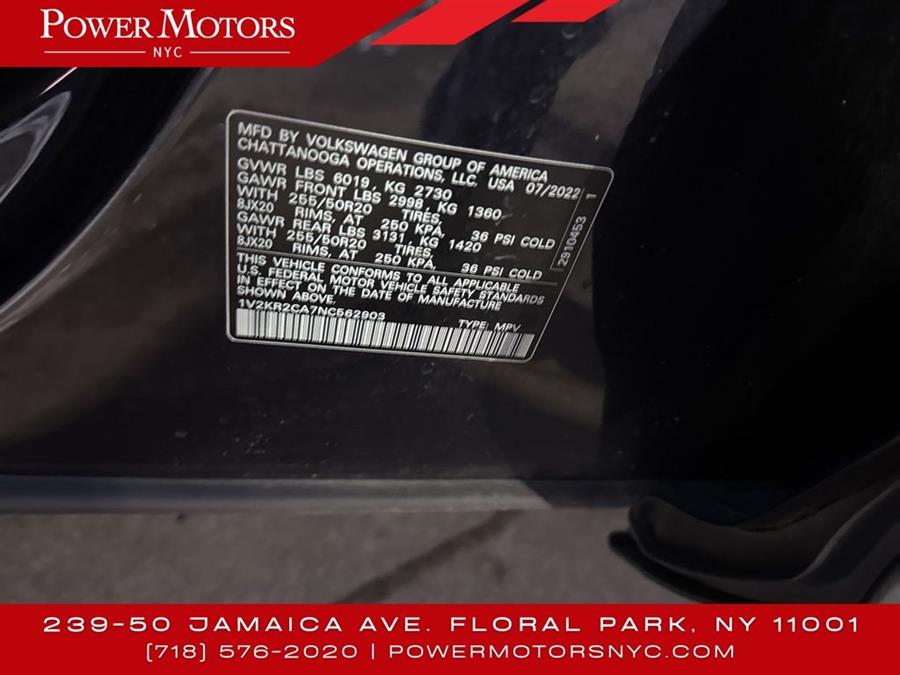 POWER MOTORS
NYC
MFD BY VOLKSWAGEN GROUP OF AMERICA
CHATTANOOGA OPERATIONS, LLC, USA 07/2022
GVWR LBS 6019, KG 2730
GAWR FRONT LBS 2998, KG 1360
WITH 255/50R20 TIRES,
8JX20 RIMS, AT 250 KPA, 36 PSI COLD
GAWR REAR LBS 3131, KG 1420
WITH 255/50R20 TIRES,
8JX20 RIMS, AT 250 KPA, 36 PSI COLD
THIS VEHICLE CONFORMS TO ALL APPLICABLE
U.S. FEDERAL MOTOR VEHICLE SAFETY STANDARDS
IN EFFECT ON THE DATE OF MANUFACTURE
SHOWN ABOVE.
1V2KR2CA7NC562903 TYPE: MPV
2910453 1
239-50 JAMAICA AVE. FLORAL PARK, NY 11001
(718) 576-2020 | POWERMOTORSNYC.COM